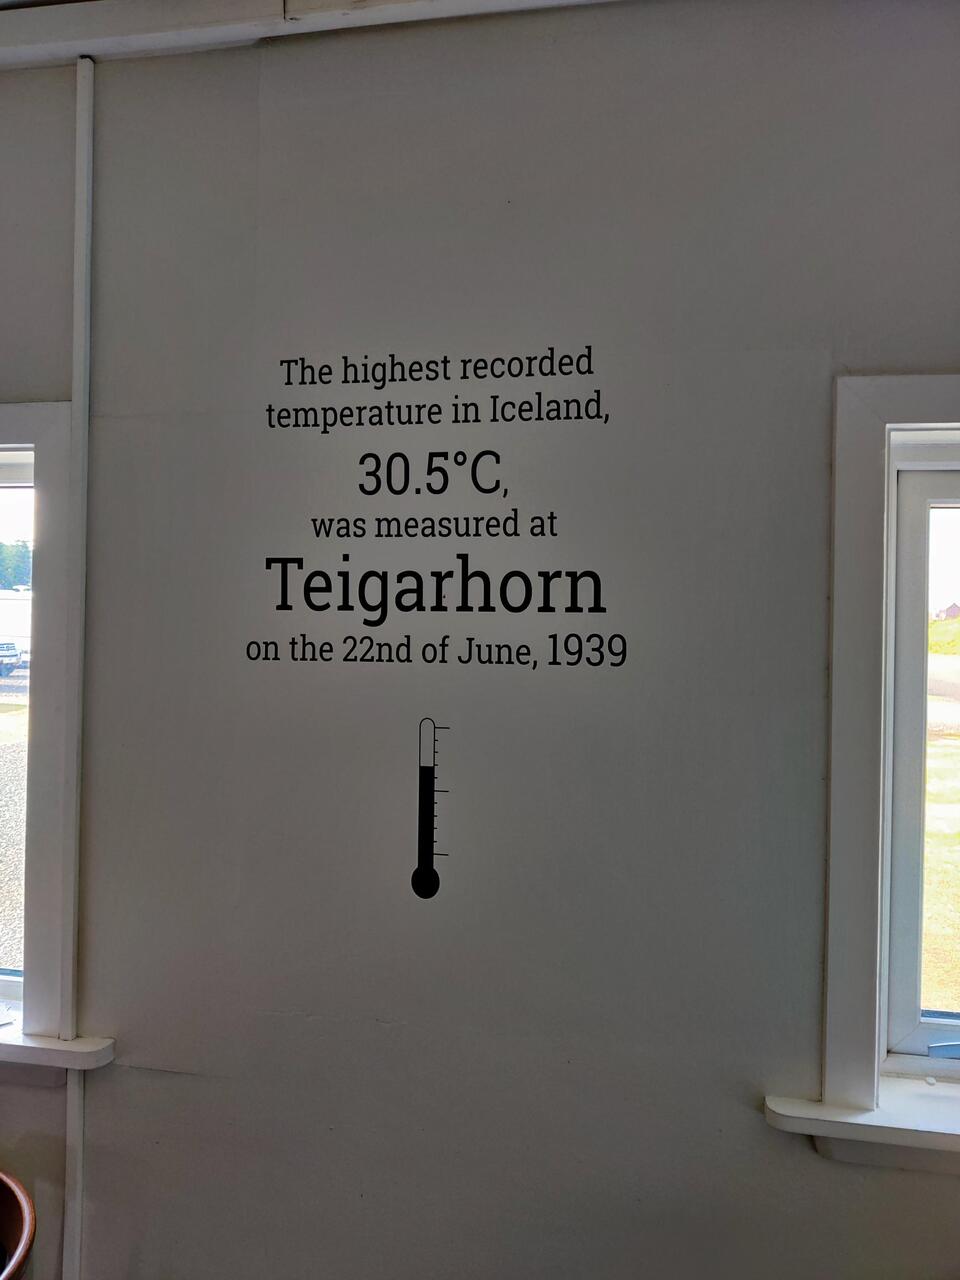 The highest recorded
temperature in Iceland,
30.5°C,
was measured at
Teigarhorn
on the 22nd of June, 1939